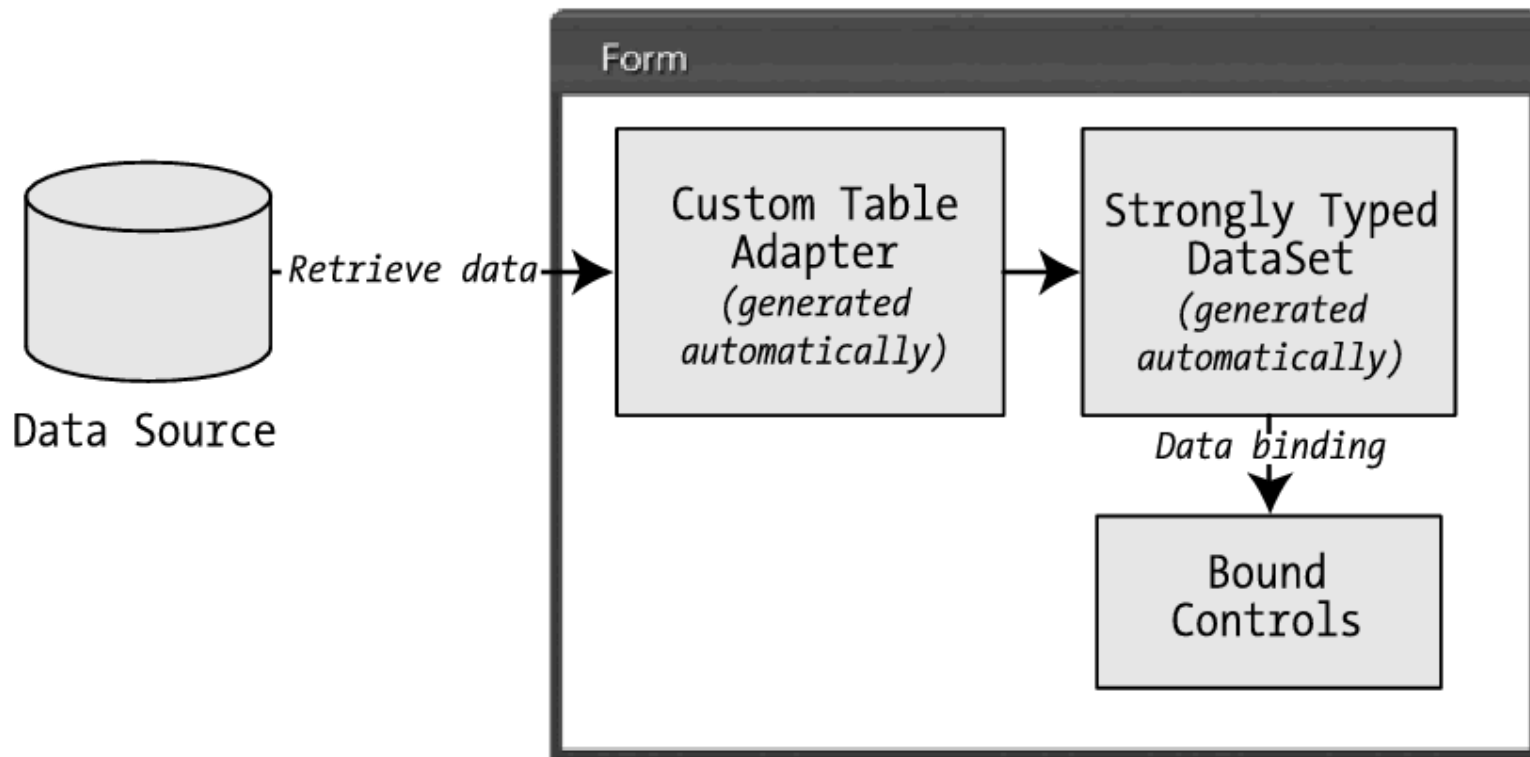 Form
Custom Table
Adapter
(generated
automatically)
Strongly Typed
DataSet
(generated
automatically)
Retrieve data
Data Source
Data binding
Bound
Controls